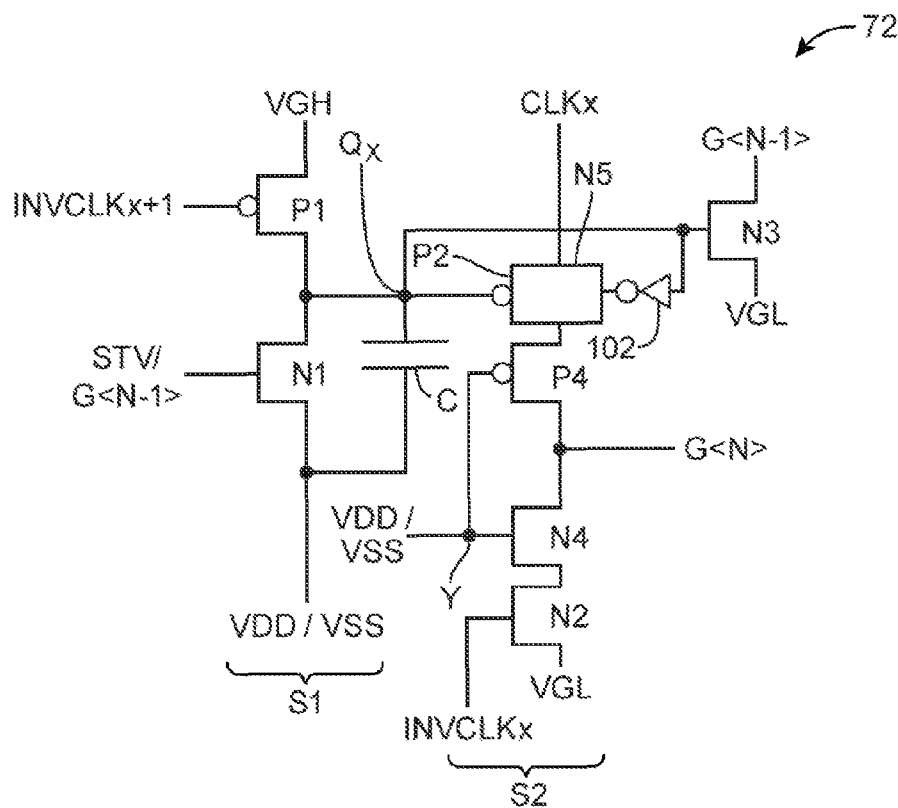 72
VGH
CLKx
G<N-1>
QX
N5
INVCLKx+1
P1
P2
N3
VGL
102
STV/
G<N-1>
N1
C
P4
G<N>
VDD /
VSS
N4
Y
N2
VDD / VSS
VGL
S1
INVCLKx
S2